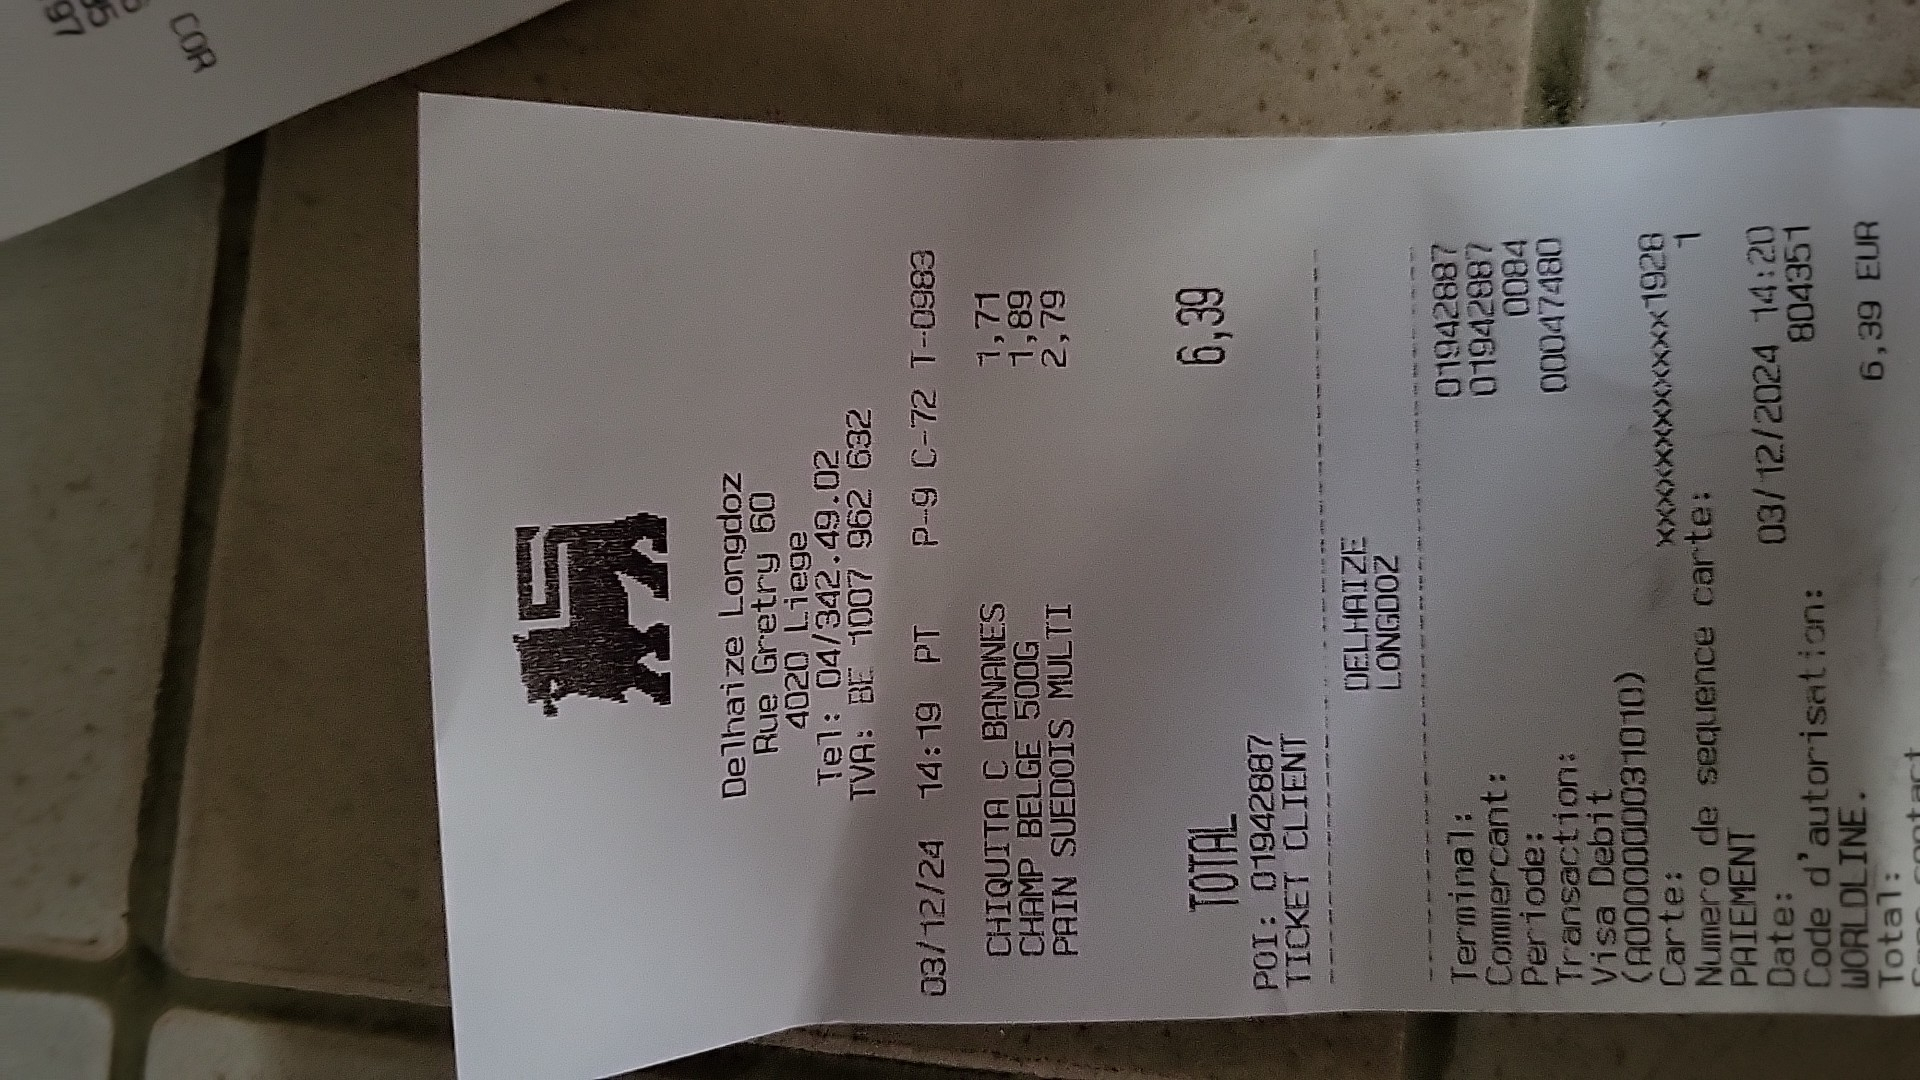 Delhaize Longdoz
Rue Gretry 60
4020 Liege
Tel: 04/342.49.02
TVA: BE 1007 962 632
03/12/24 14:19 PT P-9 C-72 T-0983
CHIQUITA C BANANES 1,71
CHAMP BELGE 500G 1,89
PAIN SUEDOIS MULTI 2,79
TOTAL 6,39
POI: 01942887
TICKET CLIENT
DELHAIZE
LONGDOZ
Terminal: 01942887
Commercant: 01942887
Periode: 0084
Transaction: 00047480
Visa Debit
(A0000000031010)
Carte: xxxxxxxxxxxx1928
Numero de sequence carte: 1
PAIEMENT
Date: 03/12/2024 14:20
Code d'autorisation: 804351
WORLDLINE.
Total: 6,39 EUR
COR